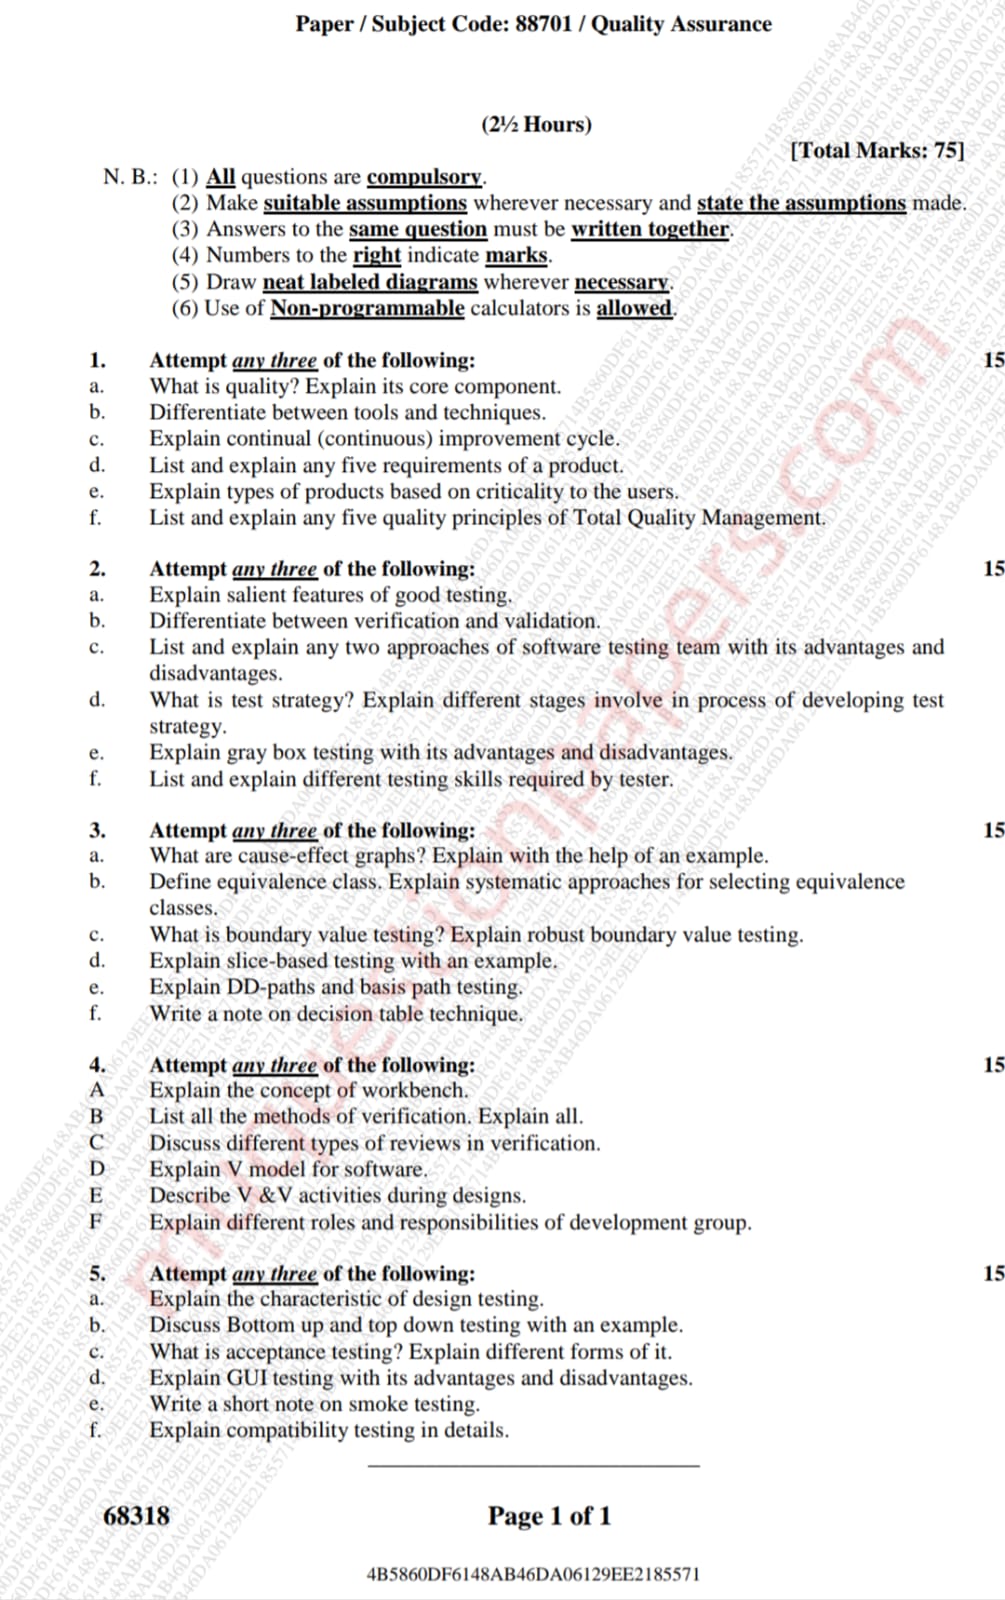 Paper / Subject Code: 88701 / Quality Assurance
(2½ Hours)
[Total Marks: 75]
N. B.: (1) All questions are compulsory.
(2) Make suitable assumptions wherever necessary and state the assumptions made.
(3) Answers to the same question must be written together.
(4) Numbers to the right indicate marks.
(5) Draw neat labeled diagrams wherever necessary.
(6) Use of Non-programmable calculators is allowed.
1. Attempt any three of the following: 15
a. What is quality? Explain its core component.
b. Differentiate between tools and techniques.
c. Explain continual (continuous) improvement cycle.
d. List and explain any five requirements of a product.
e. Explain types of products based on criticality to the users.
f. List and explain any five quality principles of Total Quality Management.
2. Attempt any three of the following: 15
a. Explain salient features of good testing.
b. Differentiate between verification and validation.
c. List and explain any two approaches of software testing team with its advantages and
disadvantages.
d. What is test strategy? Explain different stages involve in process of developing test
strategy.
e. Explain gray box testing with its advantages and disadvantages.
f. List and explain different testing skills required by tester.
3. Attempt any three of the following: 15
a. What are cause-effect graphs? Explain with the help of an example.
b. Define equivalence class. Explain systematic approaches for selecting equivalence
classes.
c. What is boundary value testing? Explain robust boundary value testing.
d. Explain slice-based testing with an example.
e. Explain DD-paths and basis path testing.
f. Write a note on decision table technique.
4. Attempt any three of the following: 15
A Explain the concept of workbench.
B List all the methods of verification. Explain all.
C Discuss different types of reviews in verification.
D Explain V model for software.
E Describe V &V activities during designs.
F Explain different roles and responsibilities of development group.
5. Attempt any three of the following: 15
a. Explain the characteristic of design testing.
b. Discuss Bottom up and top down testing with an example.
c. What is acceptance testing? Explain different forms of it.
d. Explain GUI testing with its advantages and disadvantages.
e. Write a short note on smoke testing.
f. Explain compatibility testing in details.
68318 Page 1 of 1
4B5860DF6148AB46DA06129EE2185571
muquestionpapers.com